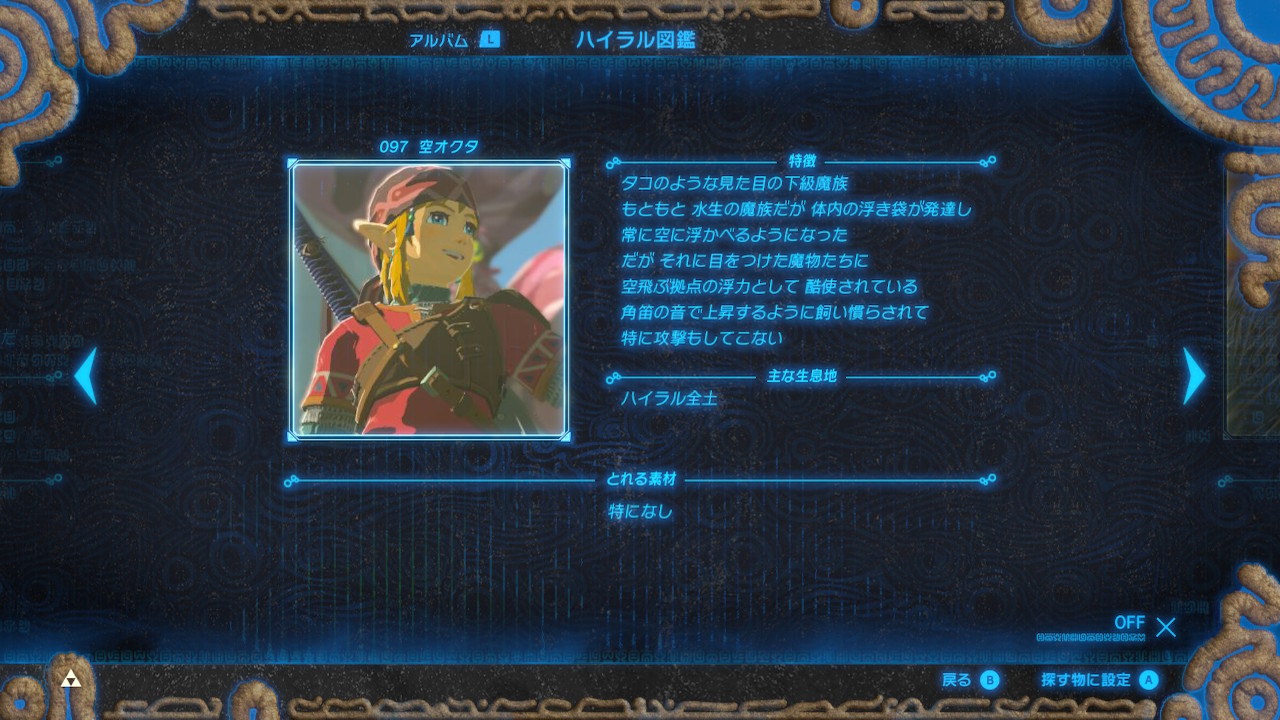 アルバム L
ハイラル図鑑
097 空オクタ
特徴
タコのような見た目の下級魔族
もともと 水生の魔族だが 体内の浮き袋が発達し
常に空に浮かべるようになった
だが それに目をつけた魔物たちに
空飛ぶ拠点の浮力として 酷使されている
角笛の音で上昇するように飼い慣らされて
特に攻撃もしてこない
主な生息地
ハイラル全土
とれる素材
特になし
OFF
戻る B
探す物に設定 A